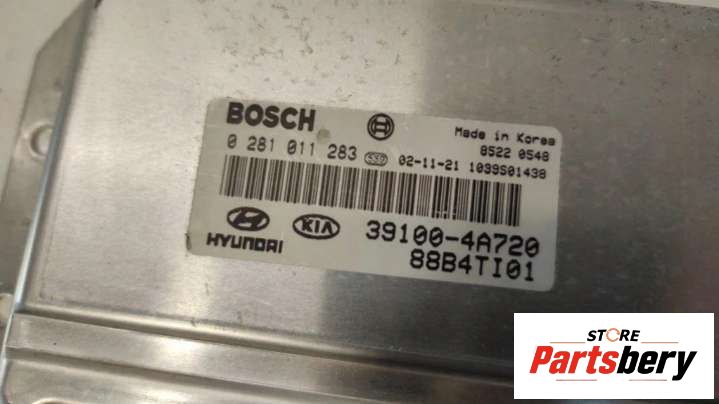 BOSCH
Made in Korea
8522 0548
0 281 011 283 02-11-21 1039S01438
HYUNDAI KIA 39100-4A720
88B4TI01
STORE
Partsbery